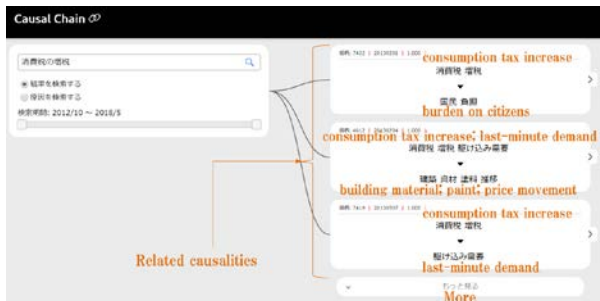 Causal Chain
消費税の増税
結果を検索する
原因を検索する
検索期間: 2012/10 ～ 2018/5
Related causalities
consumption tax increase
消費税 増税
国民 負担
burden on citizens
consumption tax increase; last-minute demand
消費税 増税 駆け込み需要
建築 資材 塗料 推移
building material; paint; price movement
consumption tax increase
消費税 増税
駆け込み需要
last-minute demand
もっと見る
More